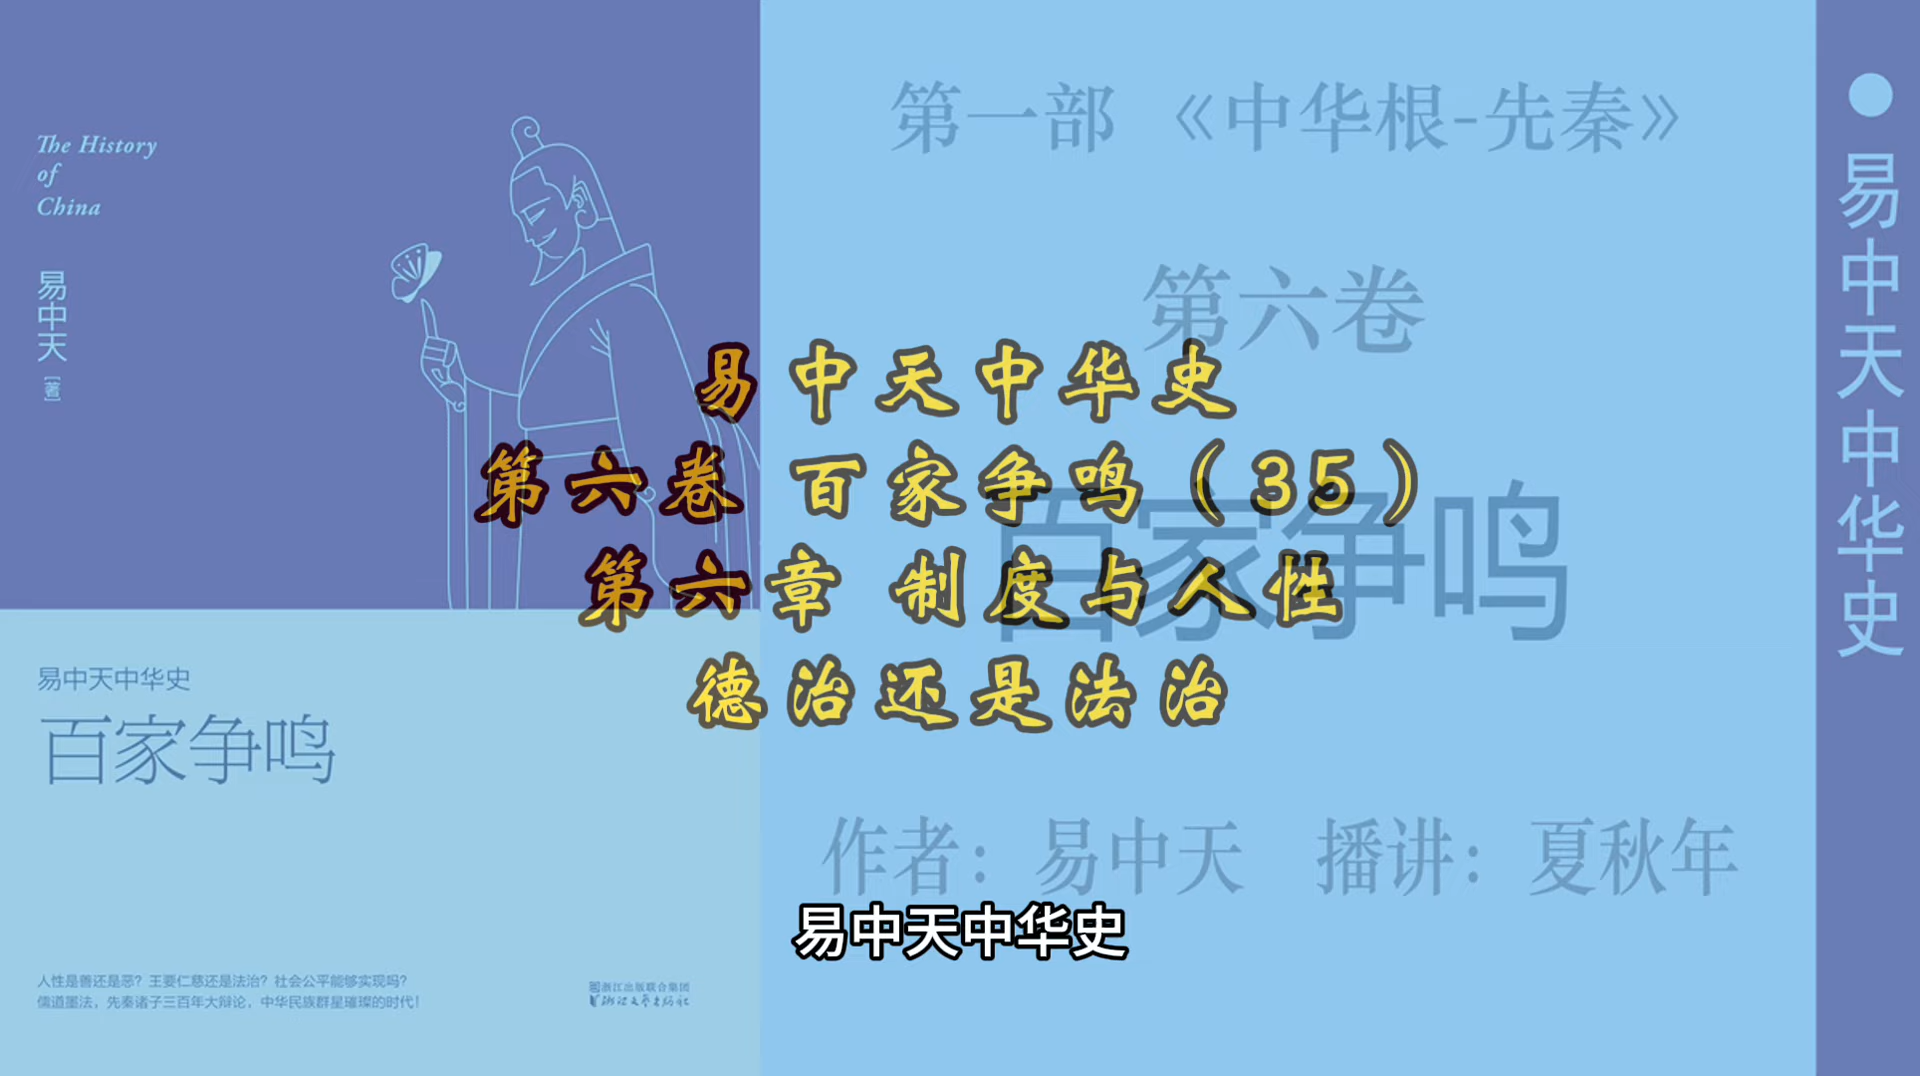 The History
of
China
易中天
[著]
易中天中华史
百家争鸣
人性是善还是恶？王要仁慈还是法治？社会公平能够实现吗？
儒道墨法，先秦诸子三百年大辩论，中华民族群星璀璨的时代！
浙江出版联合集团
浙江文艺出版社
第一部 《中华根-先秦》
第六卷
百家争鸣
作者：易中天 播讲：夏秋年
易中天中华史
第六卷 百家争鸣（35）
第六章 制度与人性
德治还是法治
易中天中华史
易中天中华史